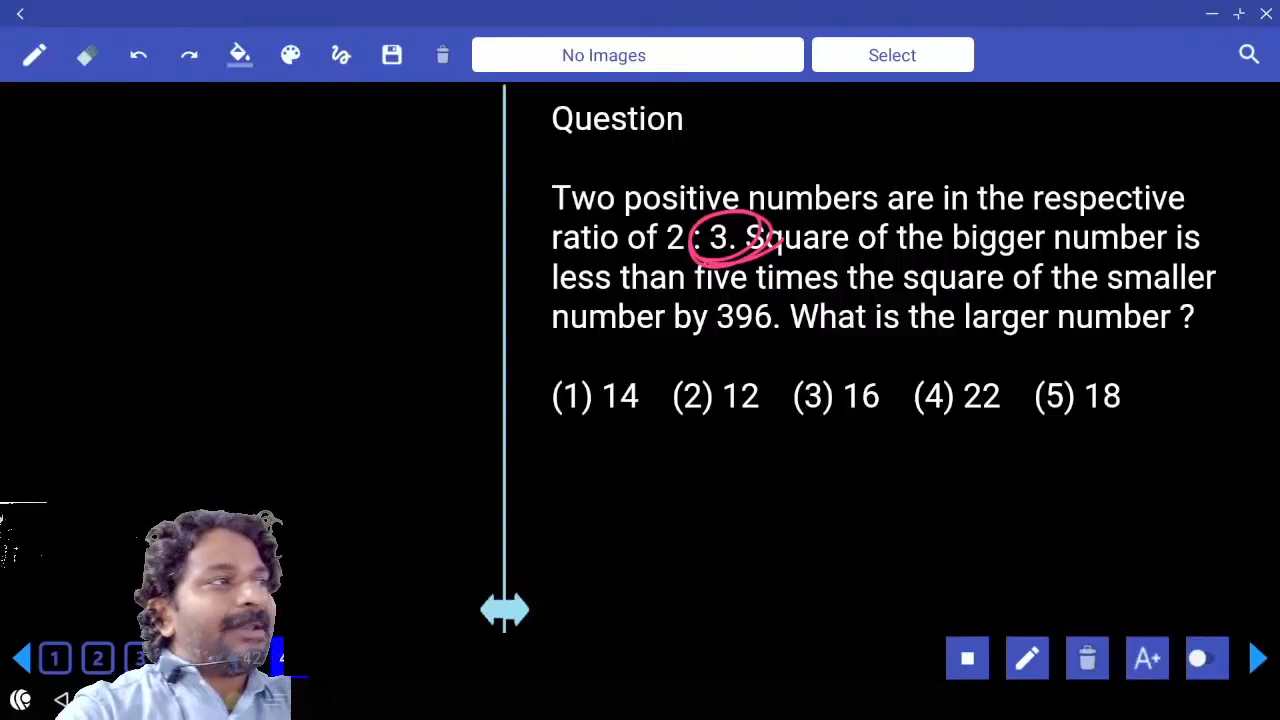 No Images
Select
Question
Two positive numbers are in the respective
ratio of 2 : 3. Square of the bigger number is
less than five times the square of the smaller
number by 396. What is the larger number ?
(1) 14 (2) 12 (3) 16 (4) 22 (5) 18
1 2 3 42 A+